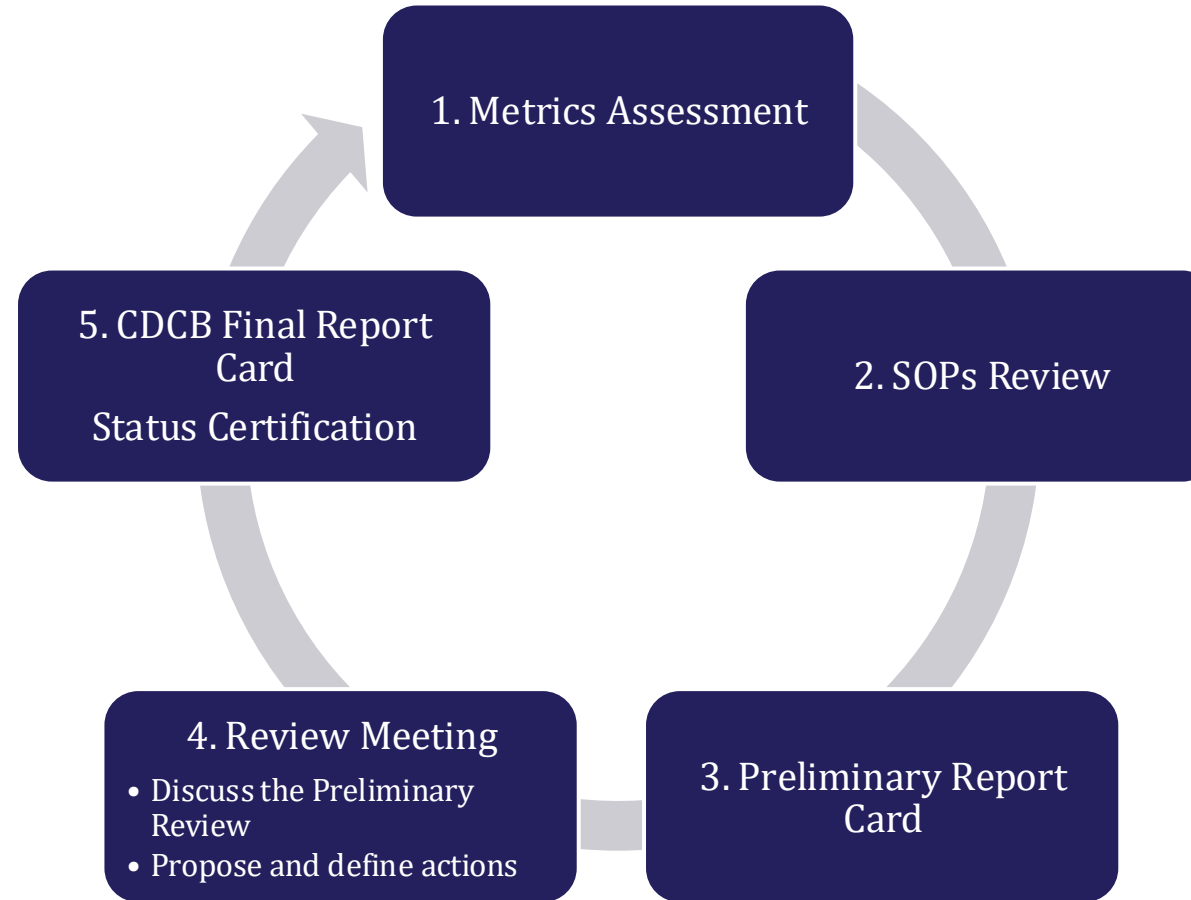 1. Metrics Assessment
2. SOPs Review
3. Preliminary Report
Card
4. Review Meeting
• Discuss the Preliminary
Review
• Propose and define actions
5. CDCB Final Report
Card
Status Certification